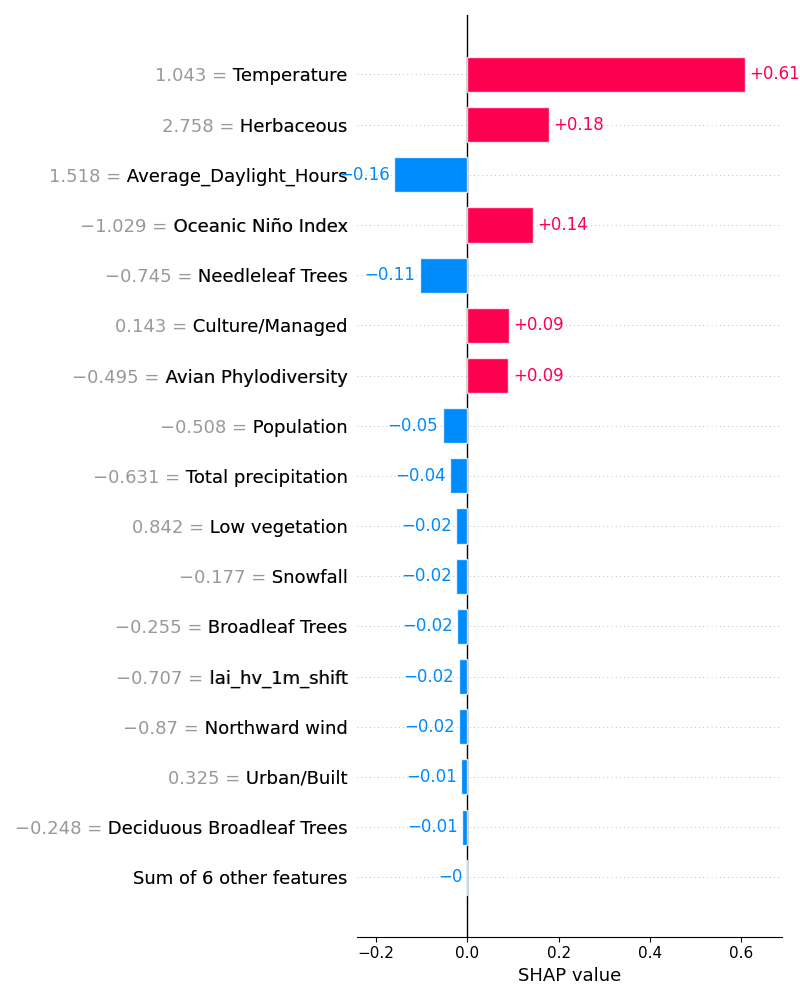 1.043 = Temperature +0.61
2.758 = Herbaceous +0.18
1.518 = Average_Daylight_Hours −0.16
−1.029 = Oceanic Niño Index +0.14
−0.745 = Needleleaf Trees −0.11
0.143 = Culture/Managed +0.09
−0.495 = Avian Phylodiversity +0.09
−0.508 = Population −0.05
−0.631 = Total precipitation −0.04
0.842 = Low vegetation −0.02
−0.177 = Snowfall −0.02
−0.255 = Broadleaf Trees −0.02
−0.707 = lai_hv_1m_shift −0.02
−0.87 = Northward wind −0.02
0.325 = Urban/Built −0.01
−0.248 = Deciduous Broadleaf Trees −0.01
Sum of 6 other features −0
−0.2 0.0 0.2 0.4 0.6
SHAP value